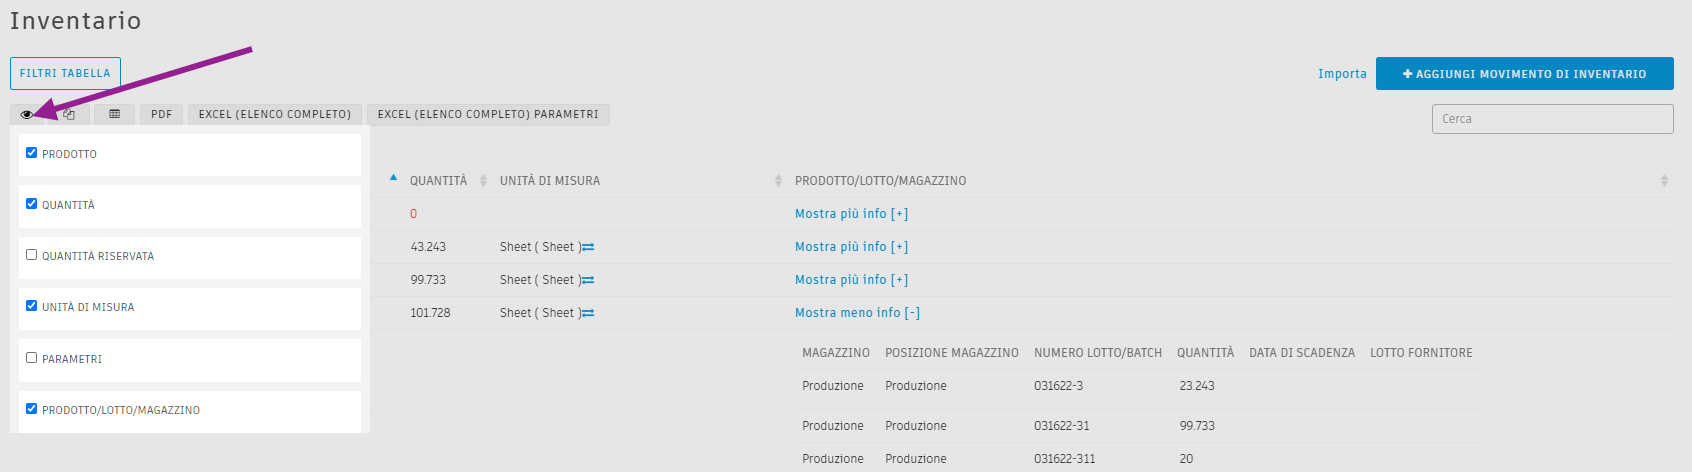 Inventario
FILTRI TABELLA
Importa
AGGIUNGI MOVIMENTO DI INVENTARIO
PDF
EXCEL (ELENCO COMPLETO)
EXCEL (ELENCO COMPLETO) PARAMETRI
Cerca
PRODOTTO
QUANTITÀ
QUANTITÀ RISERVATA
UNITÀ DI MISURA
PARAMETRI
PRODOTTO/LOTTO/MAGAZZINO
QUANTITÀ UNITÀ DI MISURA PRODOTTO/LOTTO/MAGAZZINO
0 Mostra più info [+]
43.243 Sheet ( Sheet ) Mostra più info [+]
99.733 Sheet ( Sheet ) Mostra più info [+]
101.728 Sheet ( Sheet ) Mostra meno info [-]
MAGAZZINO POSIZIONE MAGAZZINO NUMERO LOTTO/BATCH QUANTITÀ DATA DI SCADENZA LOTTO FORNITORE
Produzione Produzione 031622-3 23.243
Produzione Produzione 031622-31 99.733
Produzione Produzione 031622-311 20